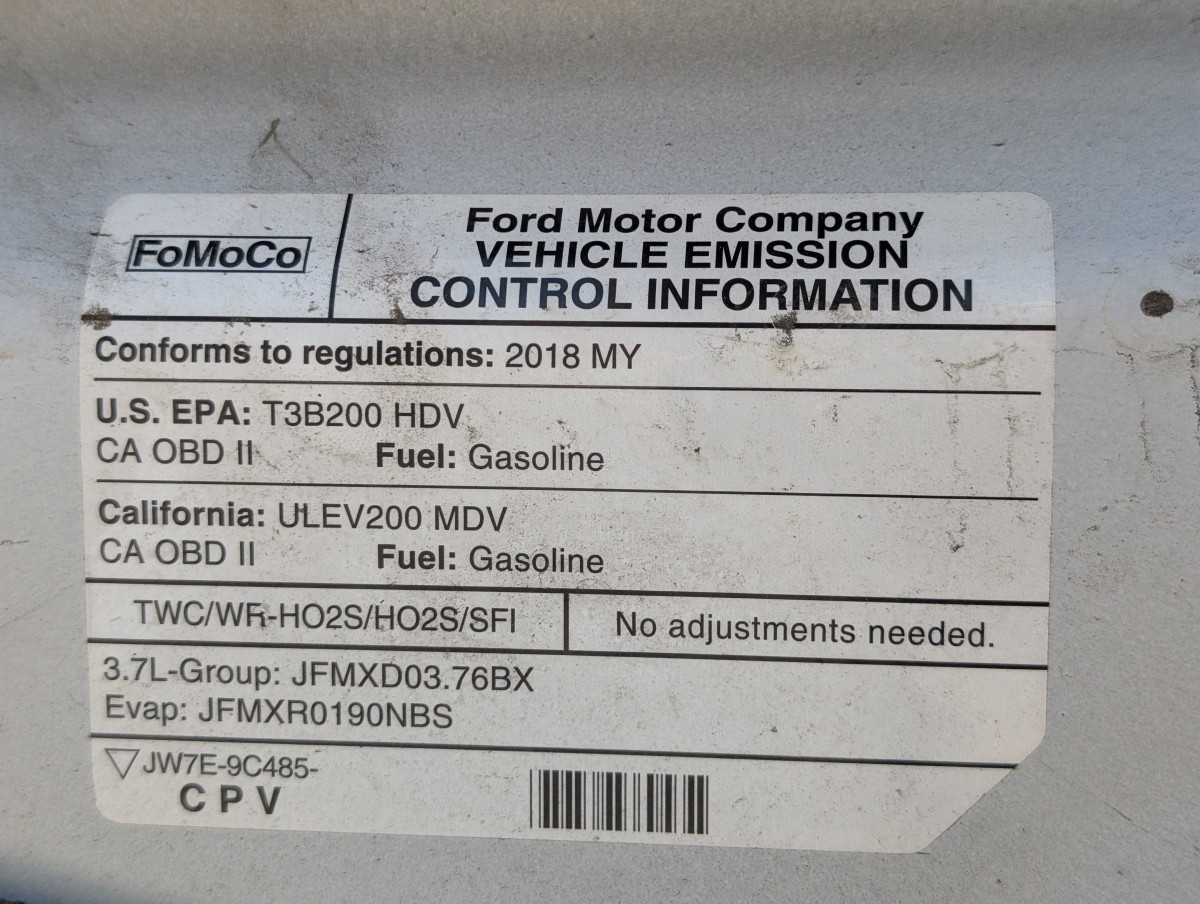 FoMoCo
Ford Motor Company
VEHICLE EMISSION
CONTROL INFORMATION
Conforms to regulations: 2018 MY
U.S. EPA: T3B200 HDV
CA OBD II Fuel: Gasoline
California: ULEV200 MDV
CA OBD II Fuel: Gasoline
TWC/WR-HO2S/HO2S/SFI
No adjustments needed.
3.7L-Group: JFMXD03.76BX
Evap: JFMXR0190NBS
JW7E-9C485-
C P V